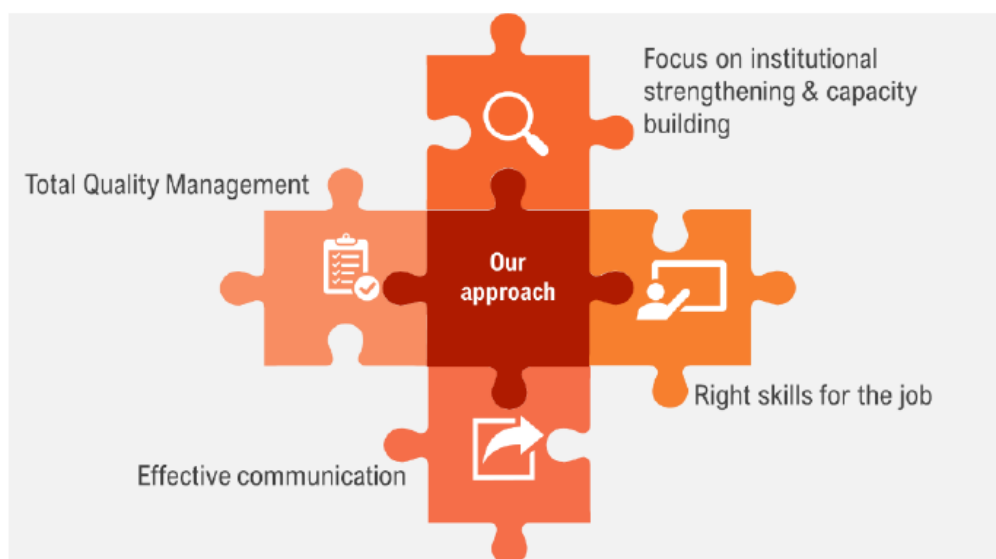 Focus on institutional
strengthening & capacity
building
Total Quality Management
Our
approach
Right skills for the job
Effective communication